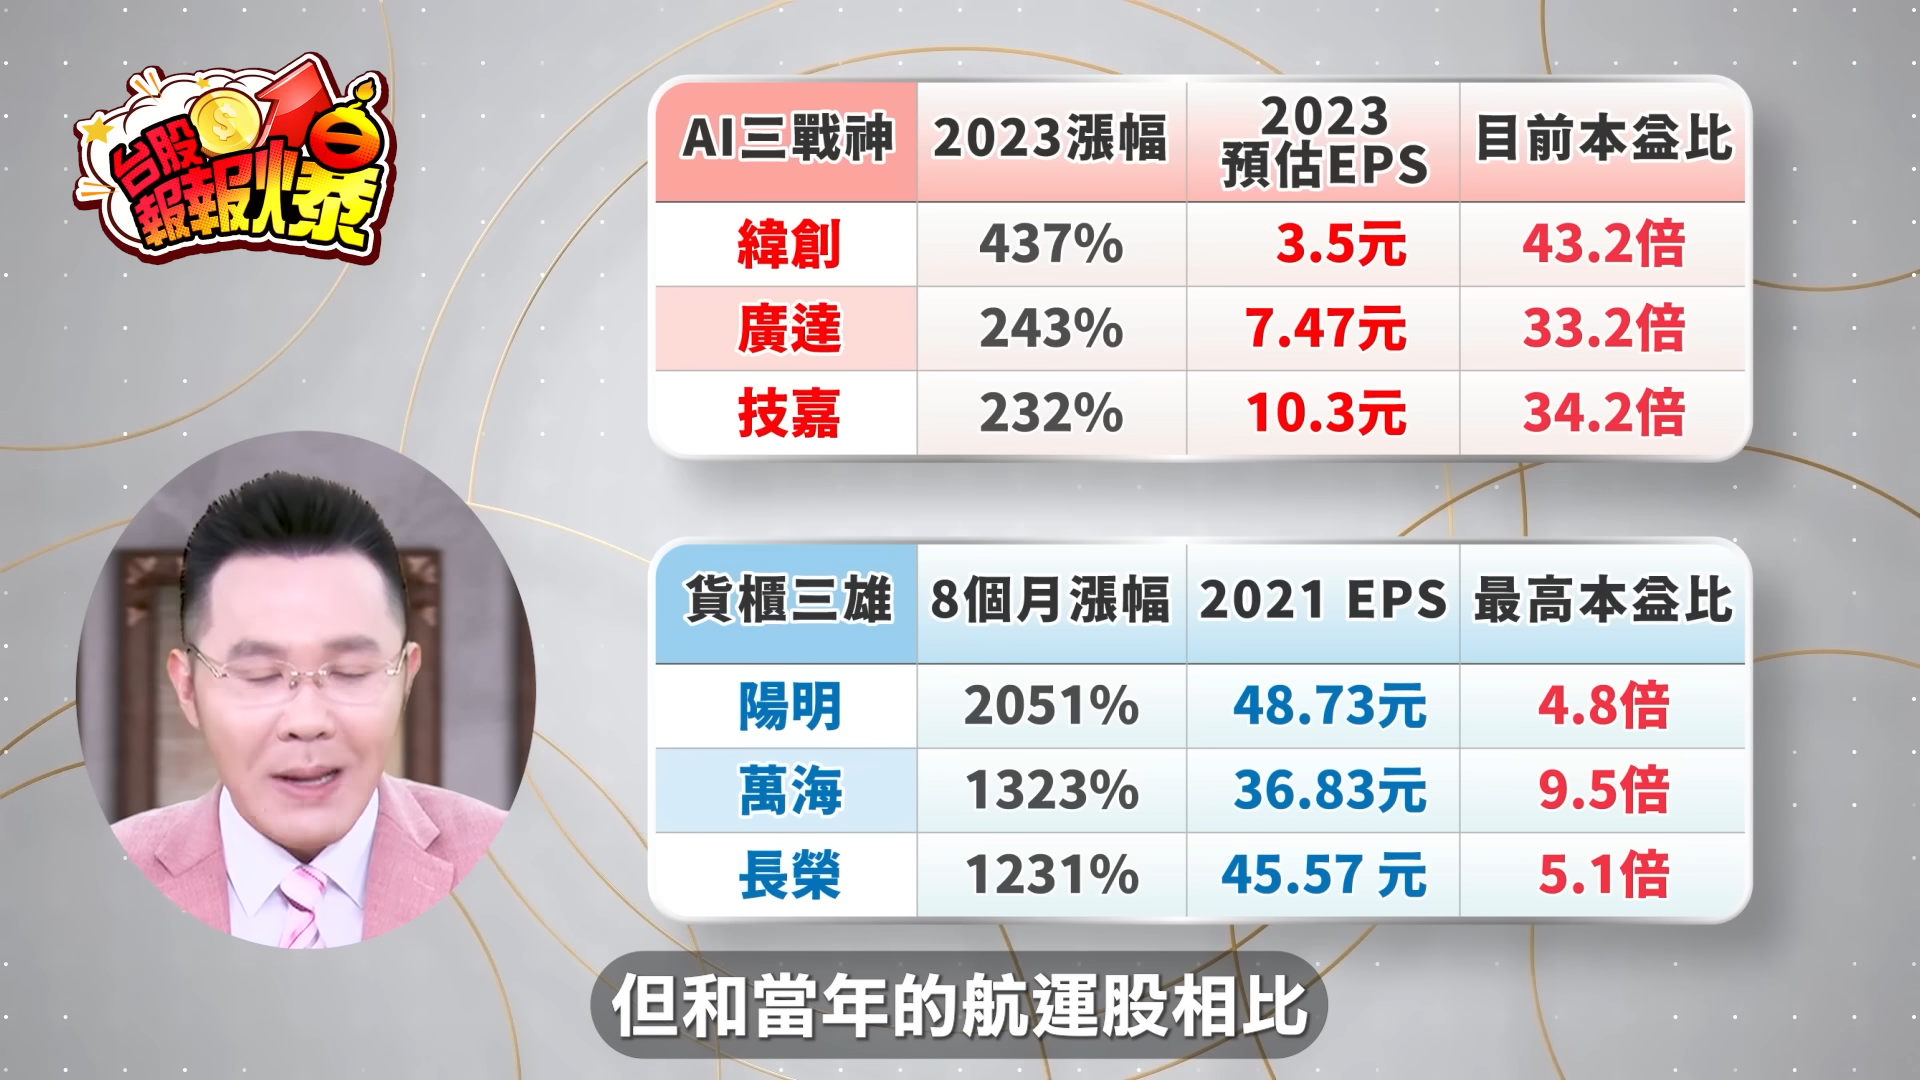 台股
報報爆
AI三戰神 2023漲幅 2023預估EPS 目前本益比
緯創 437% 3.5元 43.2倍
廣達 243% 7.47元 33.2倍
技嘉 232% 10.3元 34.2倍
貨櫃三雄 8個月漲幅 2021 EPS 最高本益比
陽明 2051% 48.73元 4.8倍
萬海 1323% 36.83元 9.5倍
長榮 1231% 45.57 元 5.1倍
但和當年的航運股相比